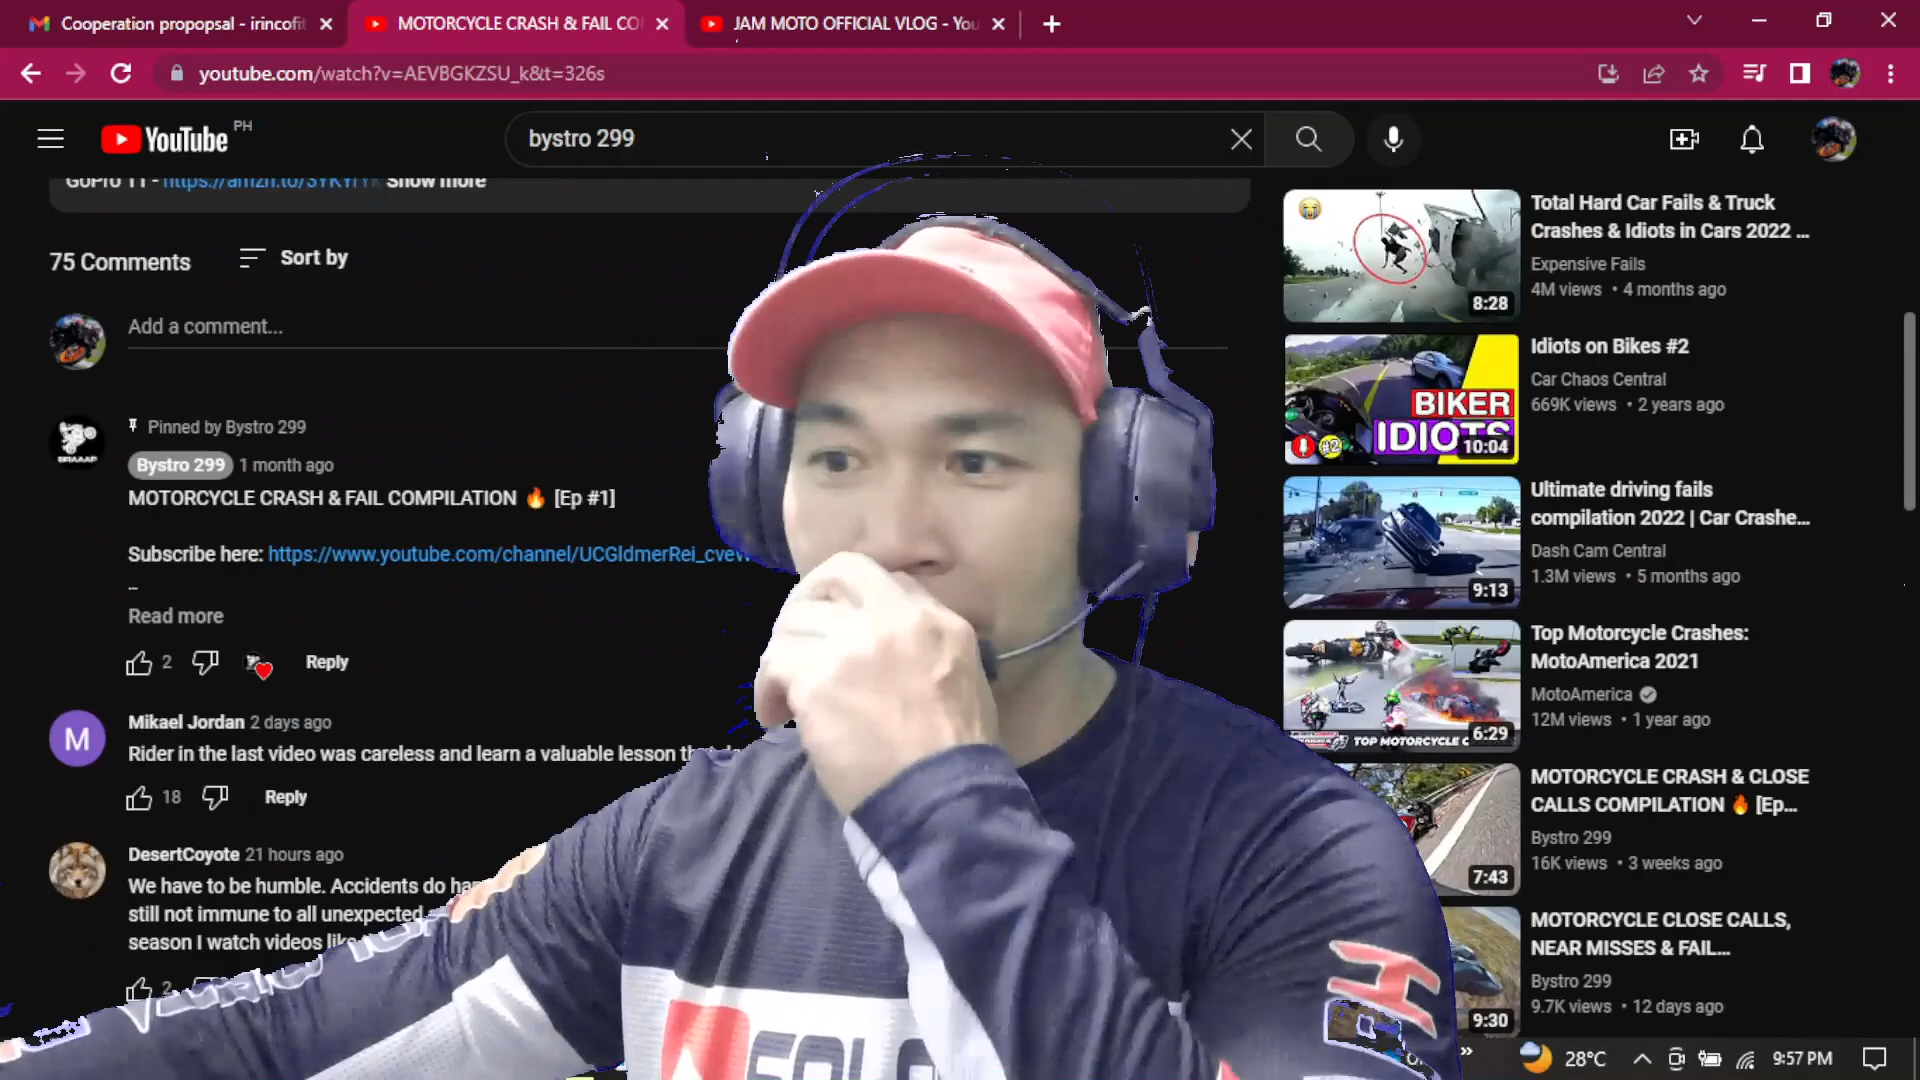 Cooperation propopsal - irincofit
MOTORCYCLE CRASH & FAIL CO
JAM MOTO OFFICIAL VLOG - You
youtube.com/watch?v=AEVBGKZSU_k&t=326s
YouTube PH
bystro 299
GoPro 11 - Show more
75 Comments
Sort by
Add a comment...
Pinned by Bystro 299
Bystro 299 1 month ago
MOTORCYCLE CRASH & FAIL COMPILATION 🔥 [Ep #1]
Subscribe here: https://www.youtube.com/channel/UCGldmerRei_cvev
Read more
2 Reply
M
Mikael Jordan 2 days ago
Rider in the last video was careless and learn a valuable lesson
18 Reply
DesertCoyote 21 hours ago
We have to be humble. Accidents do
still not immune to all unexpected
season I watch videos
2
H
8:28
Total Hard Car Fails & Truck
Crashes & Idiots in Cars 2022 ...
Expensive Fails
4M views • 4 months ago
BIKER
IDIOTS
#2
10:04
Idiots on Bikes #2
Car Chaos Central
669K views • 2 years ago
9:13
Ultimate driving fails
compilation 2022 | Car Crashe...
Dash Cam Central
1.3M views • 5 months ago
TOP MOTORCYCLE C
6:29
Top Motorcycle Crashes:
MotoAmerica 2021
MotoAmerica
12M views • 1 year ago
7:43
MOTORCYCLE CRASH & CLOSE
CALLS COMPILATION 🔥 [Ep...
Bystro 299
16K views • 3 weeks ago
9:30
MOTORCYCLE CLOSE CALLS,
NEAR MISSES & FAIL...
Bystro 299
9.7K views • 12 days ago
28°C
9:57 PM